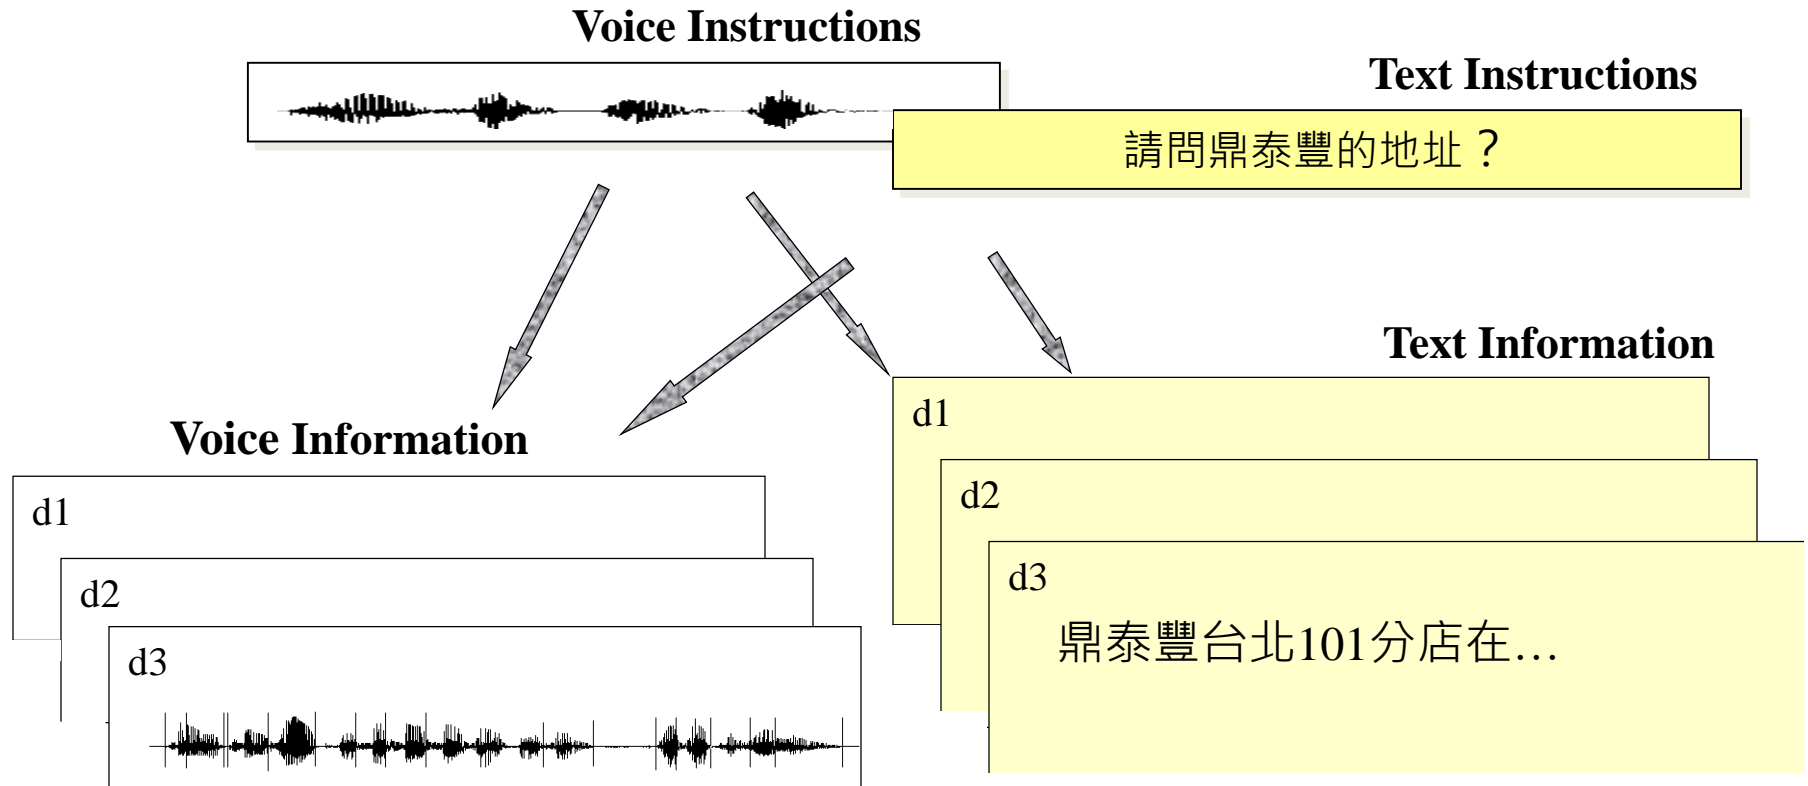 Voice Instructions
Text Instructions
請問鼎泰豐的地址？
Text Information
d1
d2
d3
鼎泰豐台北101分店在…
Voice Information
d1
d2
d3